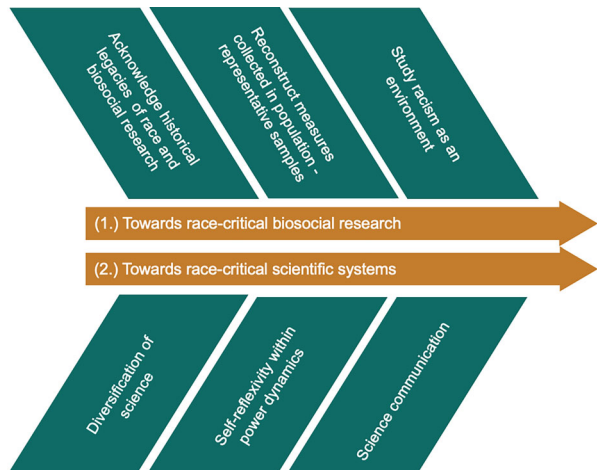 Acknowledge historical
legacies of race and
biosocial research
Reconstruct measures
collected in population -
representative samples
Study racism as an
environment
(1.) Towards race-critical biosocial research
(2.) Towards race-critical scientific systems
Diversification of
science
Self-reflexivity within
power dynamics
Science communication